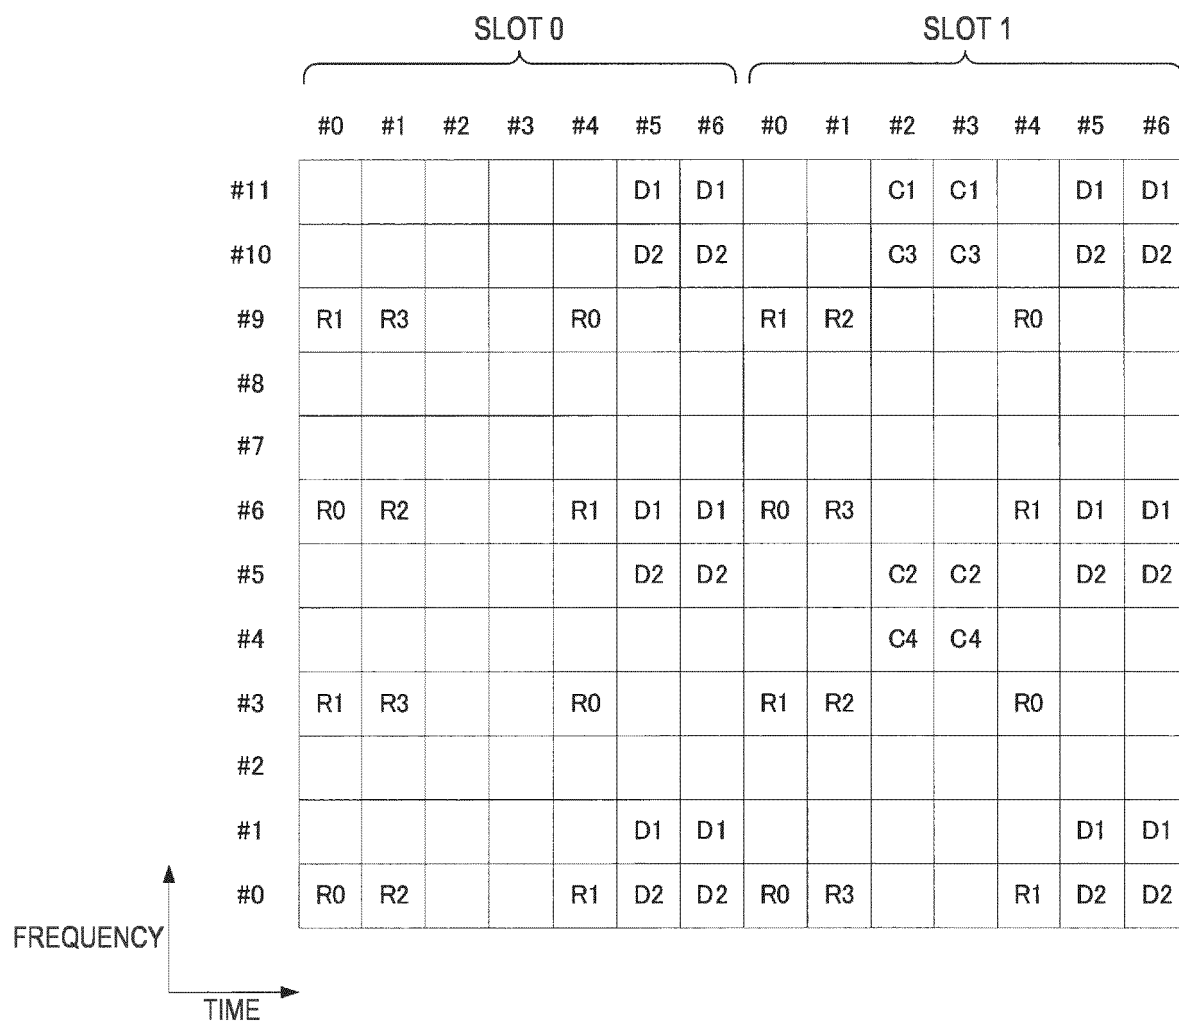 SLOT 0 SLOT 1
#0 #1 #2 #3 #4 #5 #6 #0 #1 #2 #3 #4 #5 #6
#11 D1 D1 C1 C1 D1 D1
#10 D2 D2 C3 C3 D2 D2
#9 R1 R3 R0 R1 R2 R0
#8
#7
#6 R0 R2 R1 D1 D1 R0 R3 R1 D1 D1
#5 D2 D2 C2 C2 D2 D2
#4 C4 C4
#3 R1 R3 R0 R1 R2 R0
#2
#1 D1 D1 D1 D1
#0 R0 R2 R1 D2 D2 R0 R3 R1 D2 D2
FREQUENCY
TIME